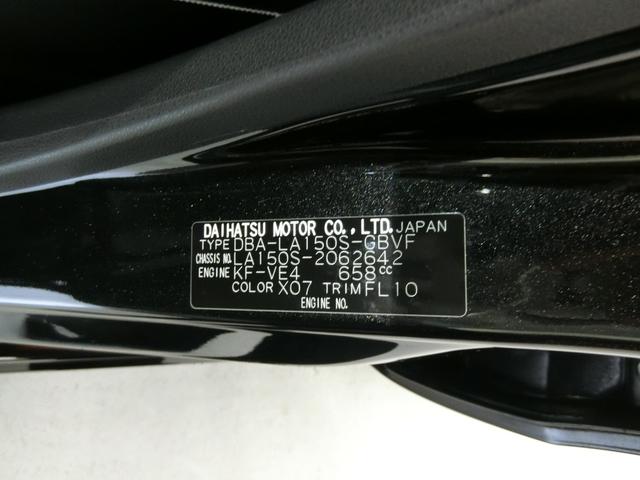 DAIHATSU MOTOR CO., LTD. JAPAN
TYPE DBA-LA150S-GBVF
CHASSIS NO. LA150S-2062642
ENGINE KF-VE4 658cc
COLOR X07 TRIM FL10
ENGINE NO.